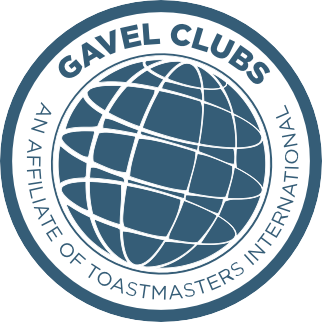 GAVEL CLUBS
AN AFFILIATE OF TOASTMASTERS INTERNATIONAL